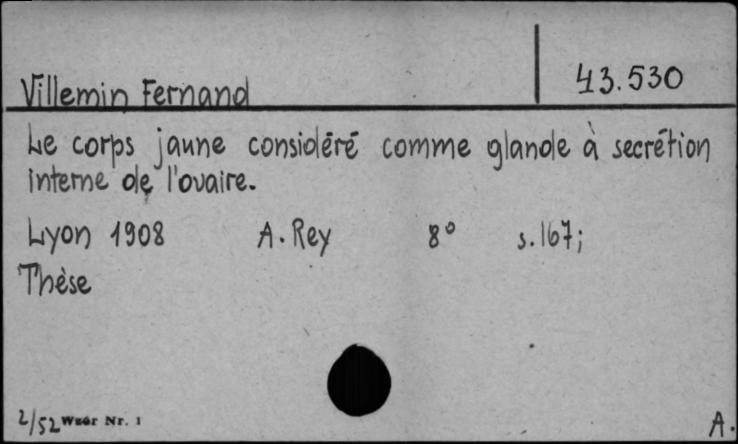 Villemin Fernand
43.530
Le corps jaune considéré comme glande à secrétion
interne de l'ovaire.
Lyon 1908 A. Rey 8° s. 167;
Thèse
2/52 Wzór Nr. 1
A.